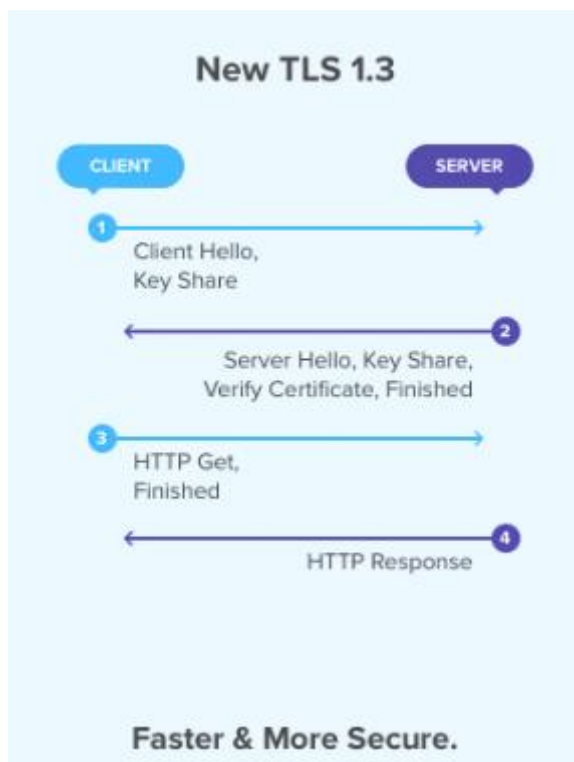 New TLS 1.3
CLIENT
SERVER
1
Client Hello,
Key Share
2
Server Hello, Key Share,
Verify Certificate, Finished
3
HTTP Get,
Finished
4
HTTP Response
Faster & More Secure.